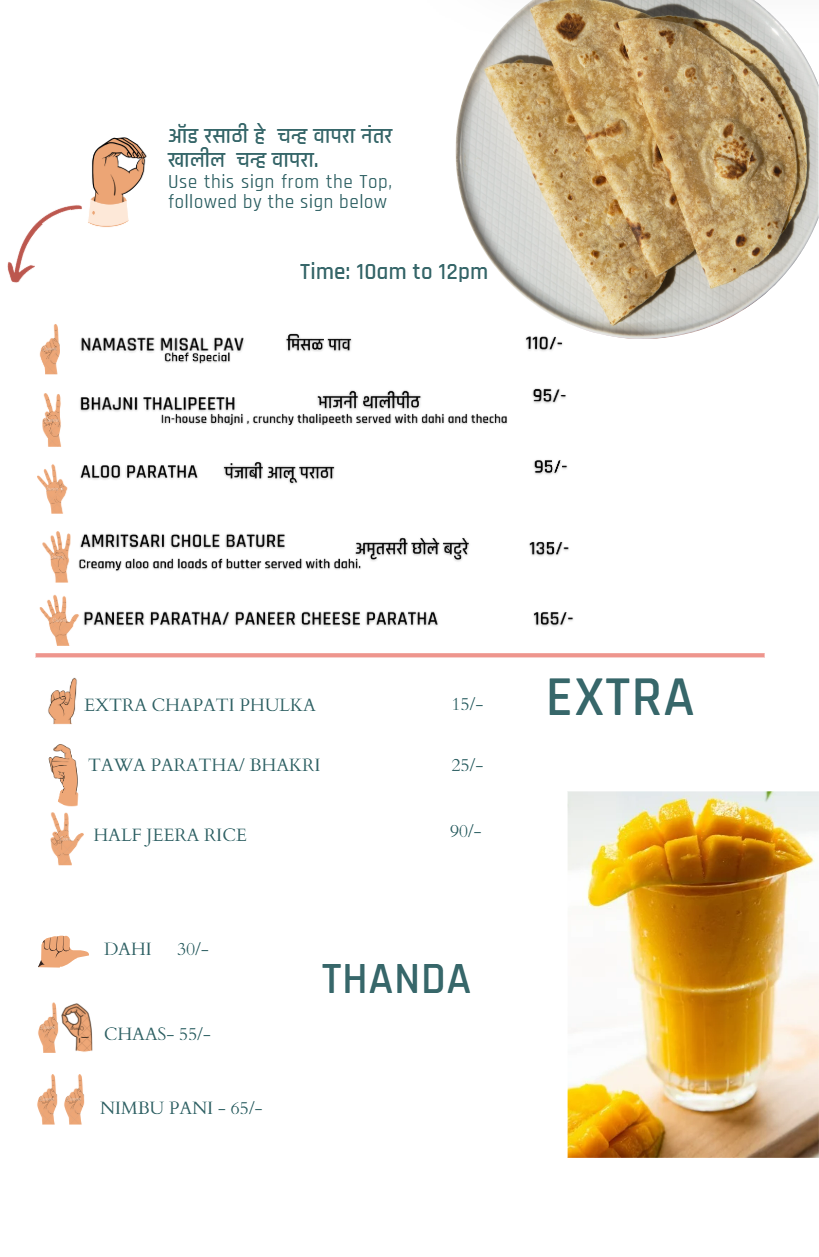 ऑड रसाठी हे चन्ह वापरा नंतर
खालील चन्ह वापरा.
Use this sign from the Top,
followed by the sign below
Time: 10am to 12pm
NAMASTE MISAL PAV मिसळ पाव 110/-
Chef Special
BHAJNI THALIPEETH भाजनी थालीपीठ 95/-
In-house bhajni , crunchy thalipeeth served with dahi and thecha
ALOO PARATHA पंजाबी आलू पराठा 95/-
AMRITSARI CHOLE BATURE अमृतसरी छोले बटुरे 135/-
Creamy aloo and loads of butter served with dahi.
PANEER PARATHA/ PANEER CHEESE PARATHA 165/-
EXTRA
EXTRA CHAPATI PHULKA 15/-
TAWA PARATHA/ BHAKRI 25/-
HALF JEERA RICE 90/-
DAHI 30/-
THANDA
CHAAS- 55/-
NIMBU PANI - 65/-